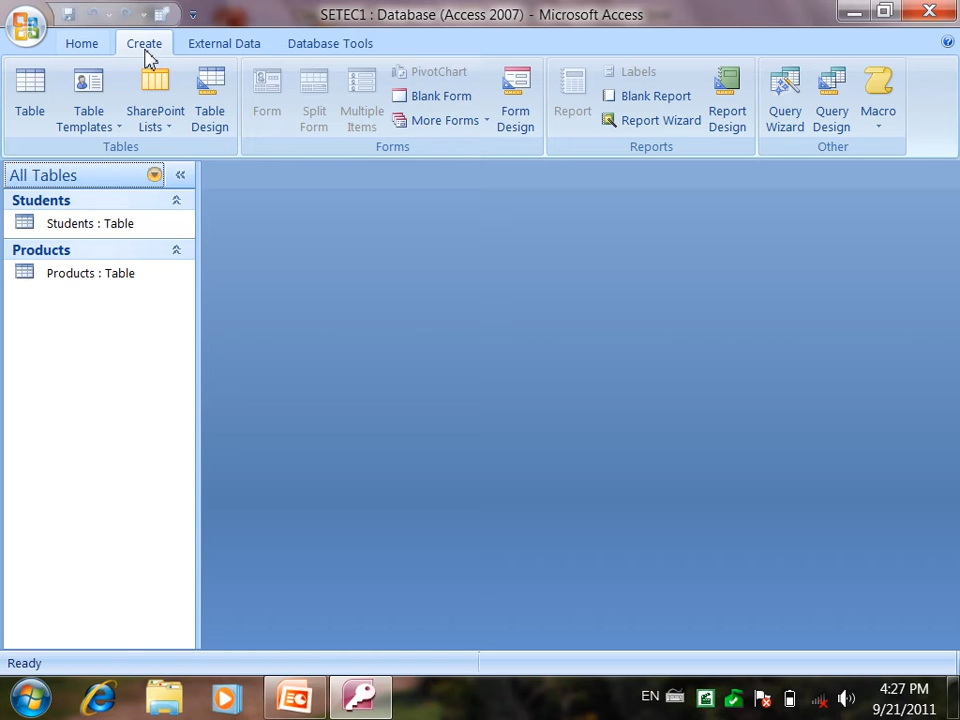 SETEC1 : Database (Access 2007) - Microsoft Access
Home
Create
External Data
Database Tools
Table
Table Templates
SharePoint Lists
Table Design
Tables
Form
Split Form
Multiple Items
PivotChart
Blank Form
More Forms
Form Design
Forms
Report
Labels
Blank Report
Report Wizard
Report Design
Reports
Query Wizard
Query Design
Macro
Other
All Tables
Students
Students : Table
Products
Products : Table
Ready
EN
4:27 PM
9/21/2011